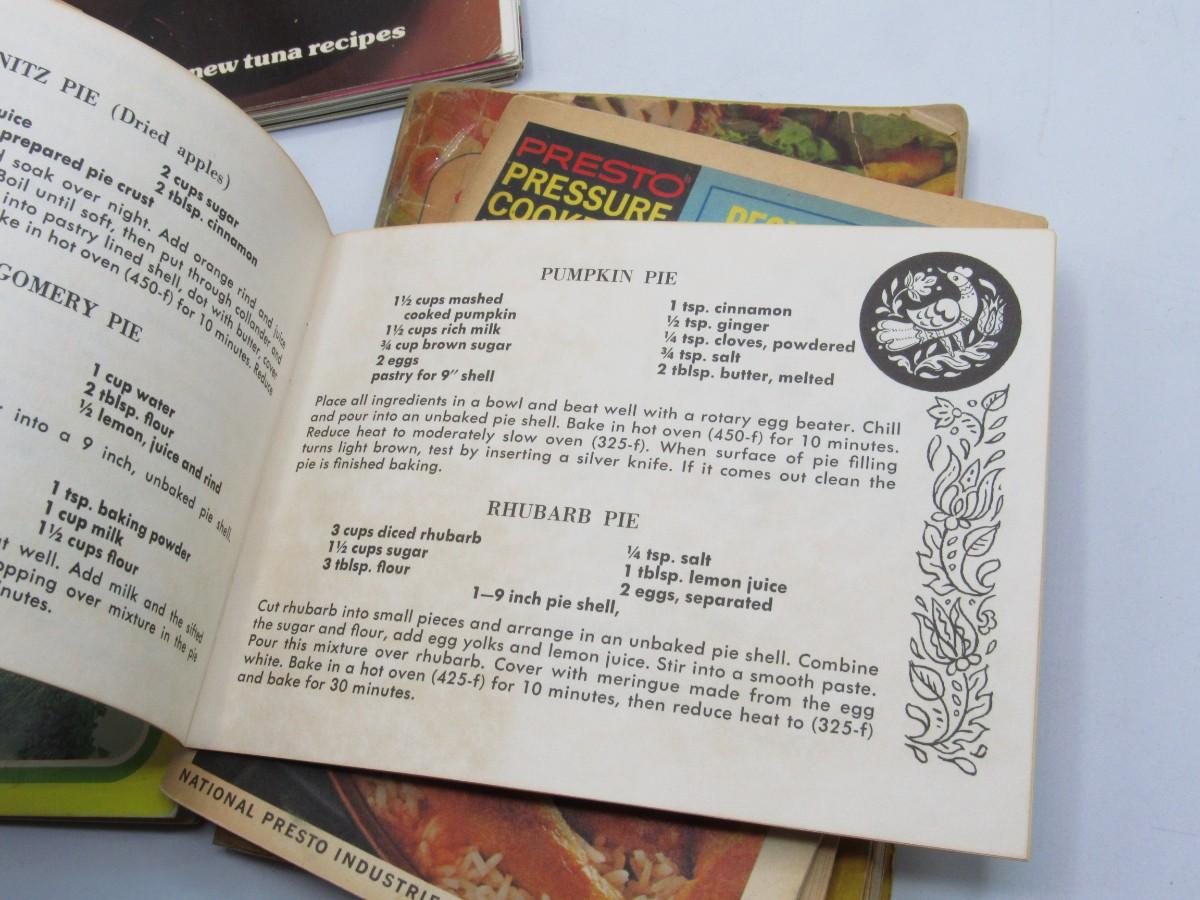 new tuna recipes
PRESTO
PRESSURE
NITZ PIE (Dried apples)
juice
prepared pie crust
2 cups sugar
2 tblsp. cinnamon
soak over night. Add orange rind and juice
Boil until soft, then put through collander and
into pastry lined shell, dot with butter, cover
in hot oven (450-f) for 10 minutes. Reduce
GOMERY PIE
1 cup water
2 tblsp. flour
½ lemon, juice and rind
into a 9 inch, unbaked pie shell.
1 tsp. baking powder
1 cup milk
1½ cups flour
well. Add milk and the sifted
over mixture in the pie
PUMPKIN PIE
1½ cups mashed
cooked pumpkin
1½ cups rich milk
¾ cup brown sugar
2 eggs
pastry for 9″ shell
1 tsp. cinnamon
½ tsp. ginger
¼ tsp. cloves, powdered
¾ tsp. salt
2 tblsp. butter, melted
Place all ingredients in a bowl and beat well with a rotary egg beater. Chill
and pour into an unbaked pie shell. Bake in hot oven (450-f) for 10 minutes.
Reduce heat to moderately slow oven (325-f). When surface of pie filling
turns light brown, test by inserting a silver knife. If it comes out clean the
pie is finished baking.
RHUBARB PIE
3 cups diced rhubarb
1½ cups sugar
3 tblsp. flour
¼ tsp. salt
1 tblsp. lemon juice
2 eggs, separated
1—9 inch pie shell,
Cut rhubarb into small pieces and arrange in an unbaked pie shell. Combine
the sugar and flour, add egg yolks and lemon juice. Stir into a smooth paste.
Pour this mixture over rhubarb. Cover with meringue made from the egg
white. Bake in a hot oven (425-f) for 10 minutes, then reduce heat to (325-f)
and bake for 30 minutes.
NATIONAL PRESTO INDUSTRIE